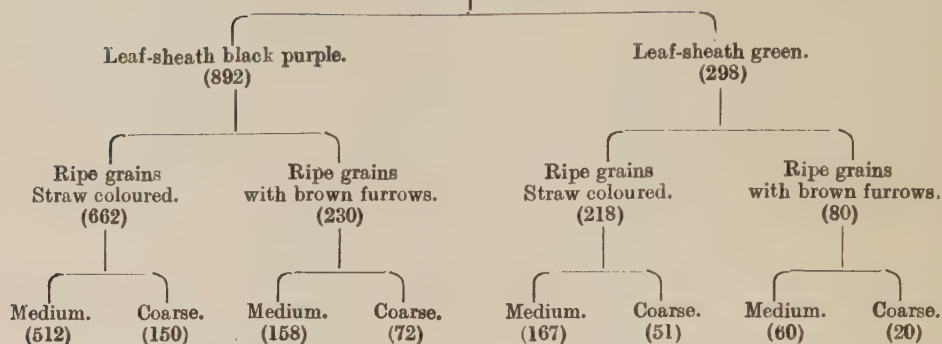 Leaf-sheath black purple.
(892)
Leaf-sheath green.
(298)
Ripe grains
Straw coloured.
(662)
Ripe grains
with brown furrows.
(230)
Ripe grains
Straw coloured.
(218)
Ripe grains
with brown furrows.
(80)
Medium.
(512)
Coarse.
(150)
Medium.
(158)
Coarse.
(72)
Medium.
(167)
Coarse.
(51)
Medium.
(60)
Coarse.
(20)